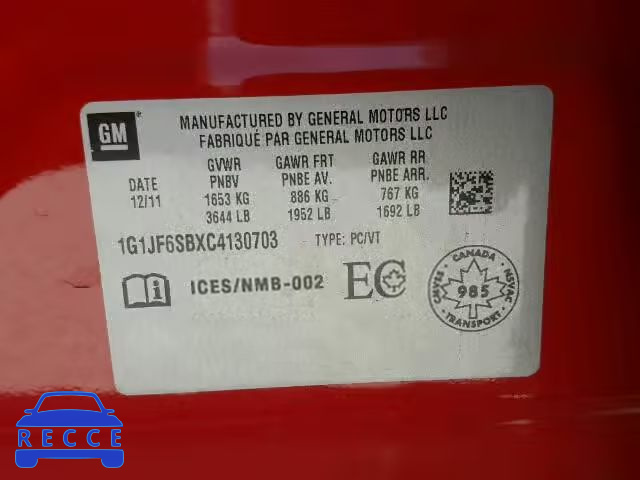 GM
MANUFACTURED BY GENERAL MOTORS LLC
FABRIQUÉ PAR GENERAL MOTORS LLC
GVWR GAWR FRT GAWR RR
DATE PNBV PNBE AV. PNBE ARR.
12/11 1653 KG 886 KG 767 KG
3644 LB 1952 LB 1692 LB
1G1JF6SBXC4130703 TYPE: PC/VT
ICES/NMB-002 EC
CANADA
CMVSS 985 NSVAC
TRANSPORT